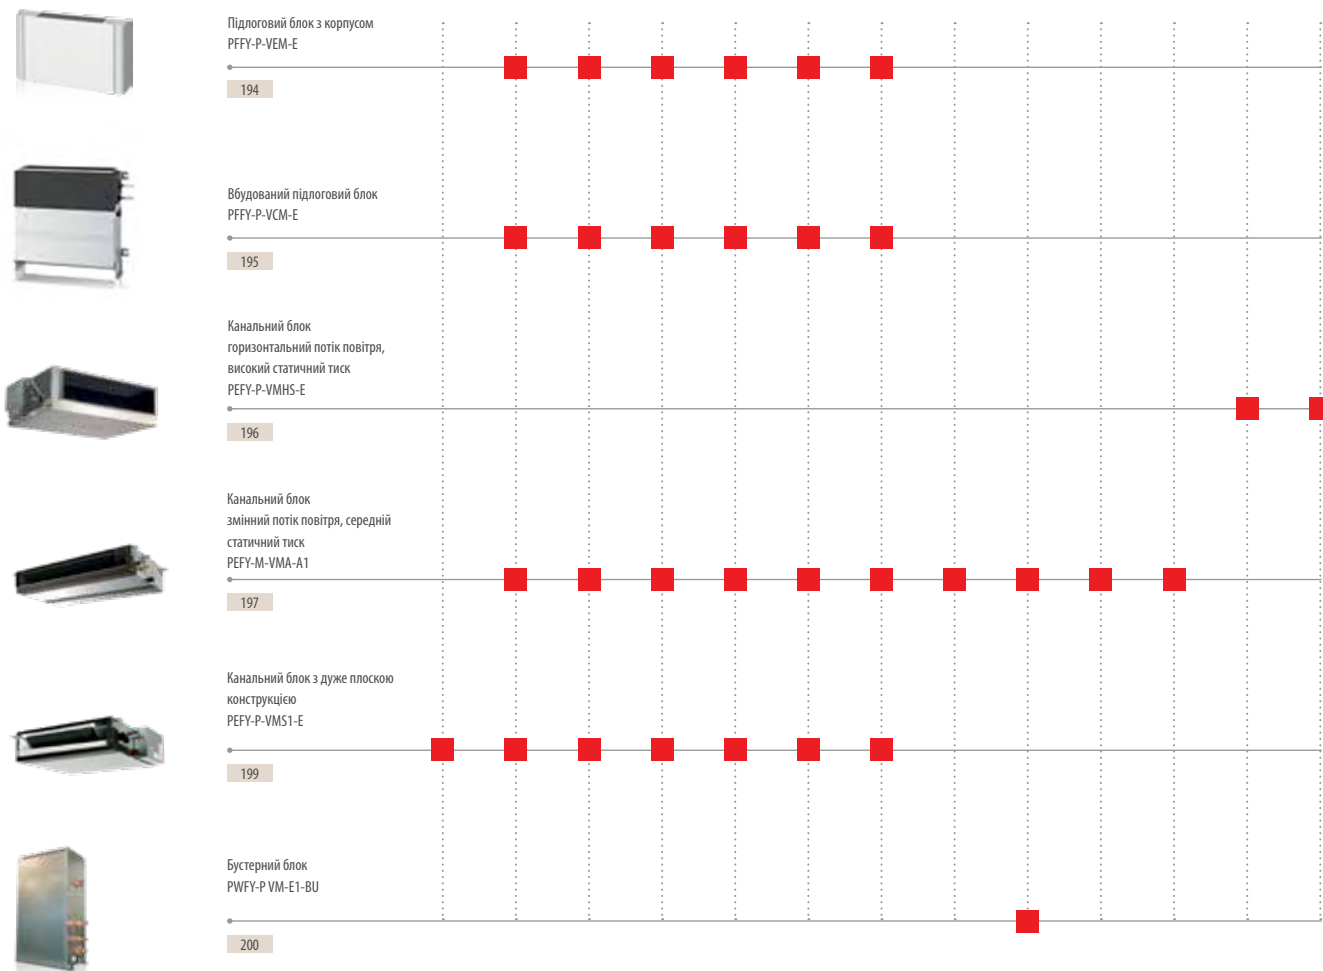 Підлоговий блок з корпусом
PFFY-P-VEM-E
194
Вбудований підлоговий блок
PFFY-P-VCM-E
195
Канальний блок
горизонтальний потік повітря,
високий статичний тиск
PEFY-P-VMHS-E
196
Канальний блок
змінний потік повітря, середній
статичний тиск
PEFY-M-VMA-A1
197
Канальний блок з дуже плоскою
конструкцією
PEFY-P-VMS1-E
199
Бустерний блок
PWFY-P VM-E1-BU
200